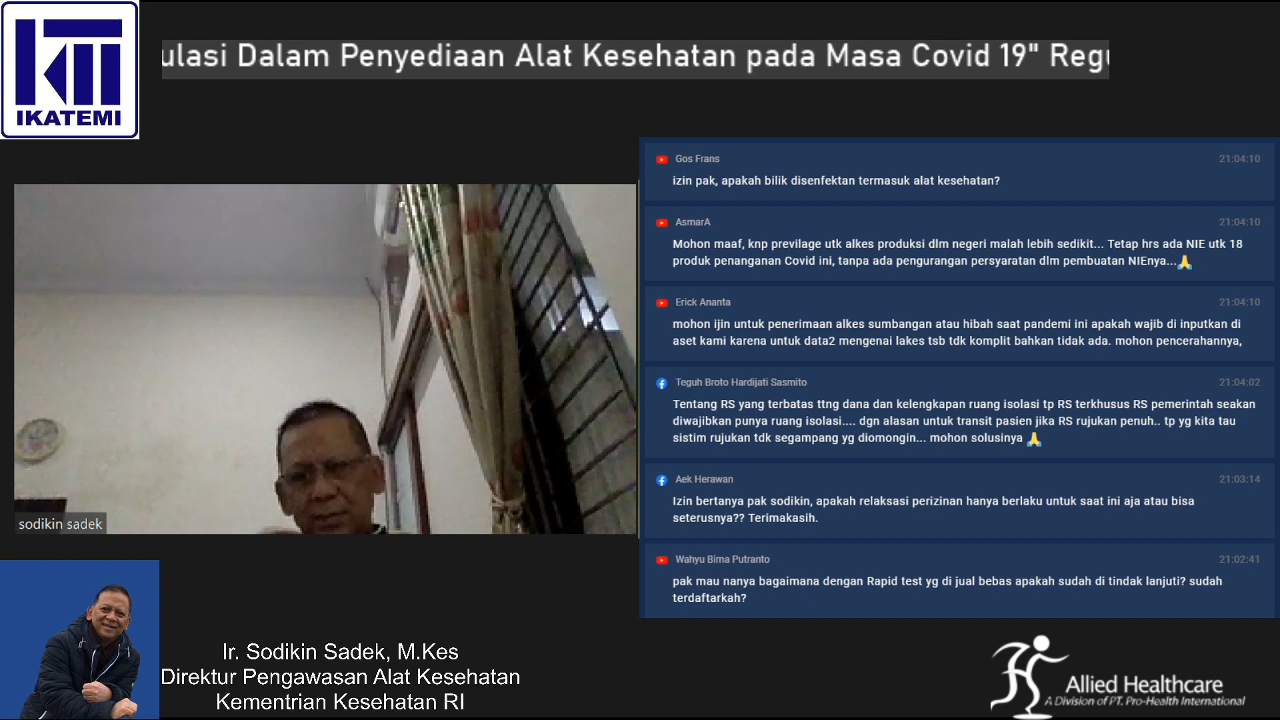 IKATEMI
ulasi Dalam Penyediaan Alat Kesehatan pada Masa Covid 19" Regu
Gos Frans 21:04:10
izin pak, apakah bilik disenfektan termasuk alat kesehatan?
AsmarA 21:04:10
Mohon maaf, knp previlage utk alkes produksi dlm negeri malah lebih sedikit... Tetap hrs ada NIE utk 18
produk penanganan Covid ini, tanpa ada pengurangan persyaratan dlm pembuatan NIEnya...🙏
Erick Ananta 21:04:10
mohon ijin untuk penerimaan alkes sumbangan atau hibah saat pandemi ini apakah wajib di inputkan di
aset kami karena untuk data2 mengenai lakes tsb tdk komplit bahkan tidak ada. mohon pencerahannya,
Teguh Broto Hardijati Sasmito 21:04:02
Tentang RS yang terbatas ttng dana dan kelengkapan ruang isolasi tp RS terkhusus RS pemerintah seakan
diwajibkan punya ruang isolasi.... dgn alasan untuk transit pasien jika RS rujukan penuh.. tp yg kita tau
sistim rujukan tdk segampang yg diomongin... mohon solusinya 🙏
Aek Herawan 21:03:14
Izin bertanya pak sodikin, apakah relaksasi perizinan hanya berlaku untuk saat ini aja atau bisa
seterusnya?? Terimakasih.
Wahyu Bima Putranto 21:02:41
pak mau nanya bagaimana dengan Rapid test yg di jual bebas apakah sudah di tindak lanjuti? sudah
terdaftarkah?
sodikin sadek
Ir. Sodikin Sadek, M.Kes
Direktur Pengawasan Alat Kesehatan
Kementrian Kesehatan RI
Allied Healthcare
A Division of PT. Pro-Health International